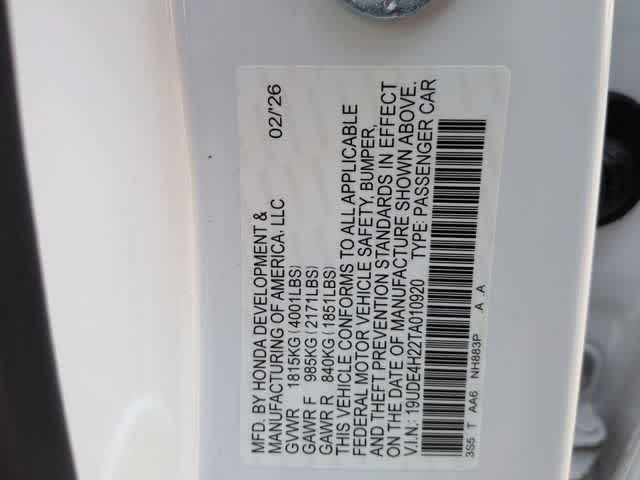 MFD. BY HONDA DEVELOPMENT &
MANUFACTURING OF AMERICA, LLC 02/'26
GVWR 1815KG(4001LBS)
GAWR F 985KG(2171LBS)
GAWR R 840KG(1851LBS)
THIS VEHICLE CONFORMS TO ALL APPLICABLE
FEDERAL MOTOR VEHICLE SAFETY, BUMPER,
AND THEFT PREVENTION STANDARDS IN EFFECT
ON THE DATE OF MANUFACTURE SHOWN ABOVE.
V.I.N.: 19UDE4H22TA010920 TYPE: PASSENGER CAR
3S5 T AA6 NH883P A A